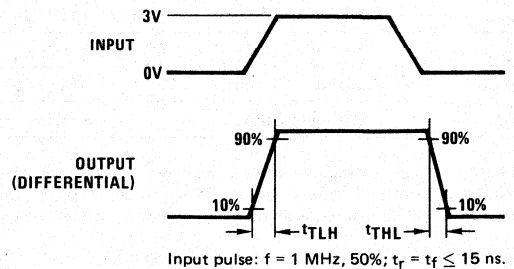 3V
INPUT
0V
90%
90%
OUTPUT
(DIFFERENTIAL)
10%
10%
tTLH
tTHL
Input pulse: f = 1 MHz, 50%; tr = tf ≤ 15 ns.